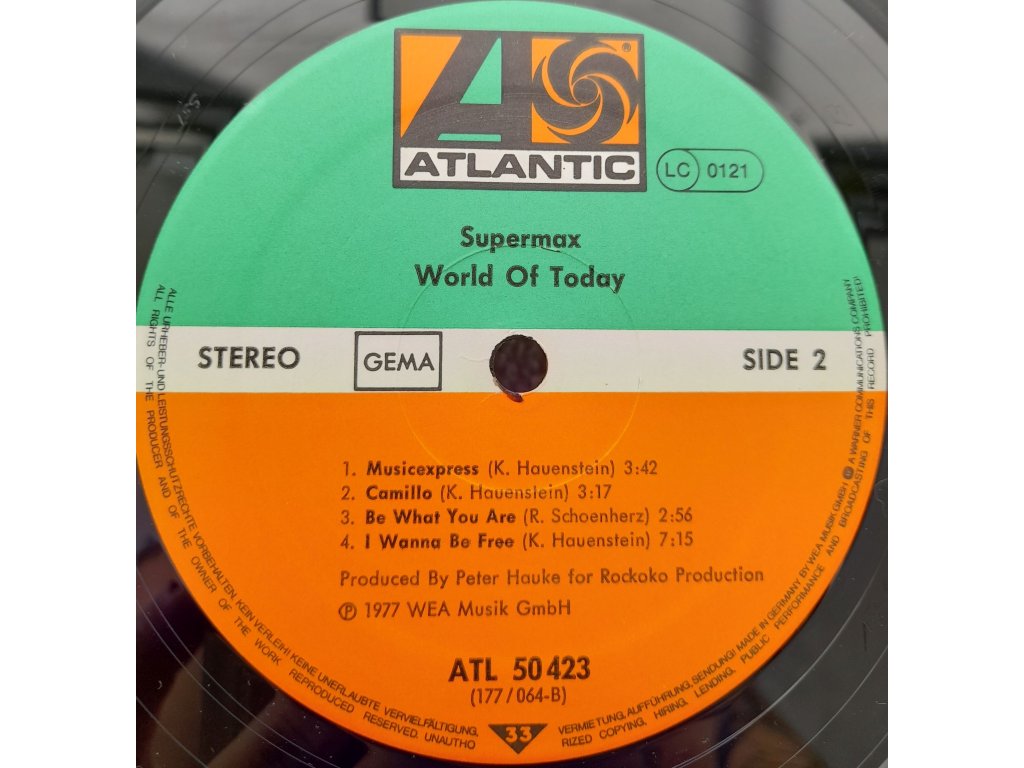 ®
ATLANTIC
LC 0121
Supermax
World Of Today
STEREO
GEMA
SIDE 2
1. Musicexpress (K. Hauenstein) 3:42
2. Camillo (K. Hauenslein) 3:17
3. Be What You Are (R. Schoenherz) 2:56
4. I Wanna Be Free (K. Hauenstein) 7:15
Produced By Peter Hauke for Rockoko Production
℗ 1977 WEA Musik GmbH
ATL 50 423
(177/064-B)
33
ALLE URHEBER- UND LEISTUNGSSCHUTZRECHTE VORBEHALTEN. KEIN VERLEIH! KEINE UNERLAUBTE VERVIELFÄLTIGUNG,
VERMIETUNG, AUFFÜHRUNG, SENDUNG! MADE IN GERMANY BY WEA MUSIK GMBH A WARNER COMMUNICATIONS COMPANY
ALL RIGHTS OF THE PRODUCER AND OF THE OWNER OF THE WORK REPRODUCED RESERVED. UNAUTHO
RIZED COPYING, HIRING, LENDING, PUBLIC PERFORMANCE AND BROADCASTING OF THIS RECORD PROHIBITED!